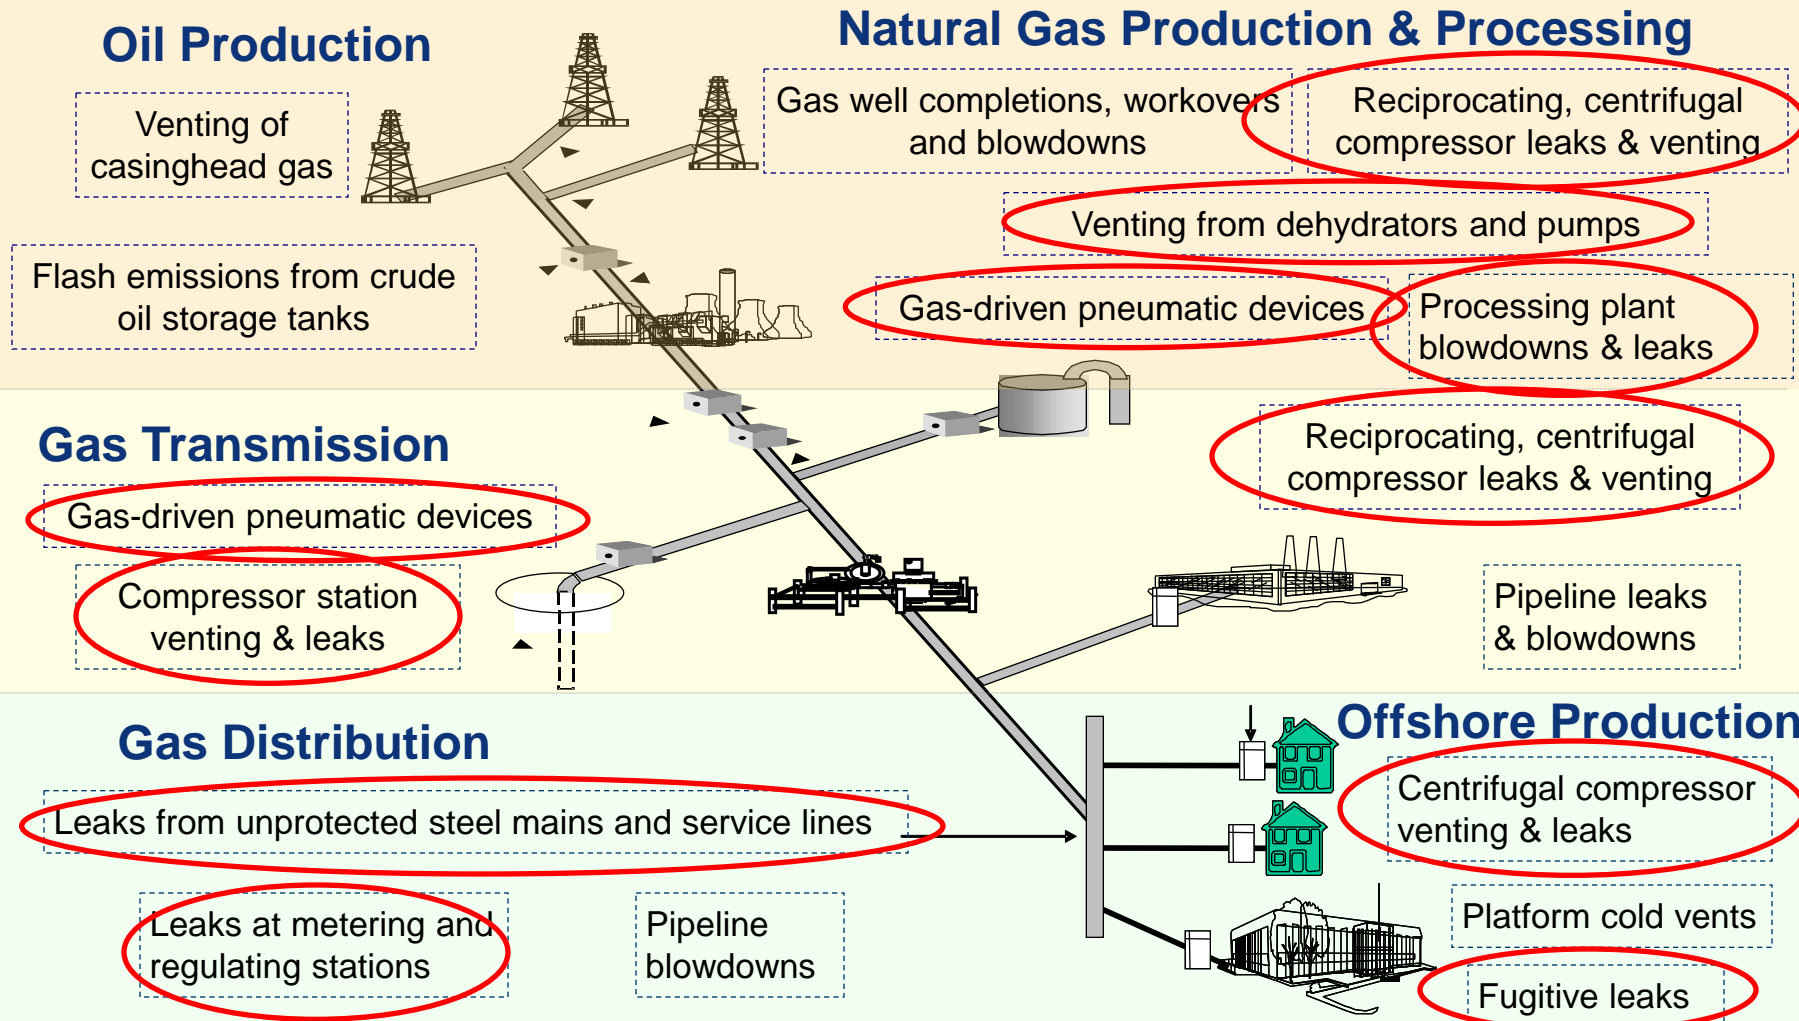 Oil Production
Venting of
casinghead gas
Flash emissions from crude
oil storage tanks
Natural Gas Production & Processing
Gas well completions, workovers
and blowdowns
Reciprocating, centrifugal
compressor leaks & venting
Venting from dehydrators and pumps
Gas-driven pneumatic devices
Processing plant
blowdowns & leaks
Gas Transmission
Gas-driven pneumatic devices
Compressor station
venting & leaks
Reciprocating, centrifugal
compressor leaks & venting
Pipeline leaks
& blowdowns
Gas Distribution
Leaks from unprotected steel mains and service lines
Leaks at metering and
regulating stations
Pipeline
blowdowns
Offshore Production
Centrifugal compressor
venting & leaks
Platform cold vents
Fugitive leaks